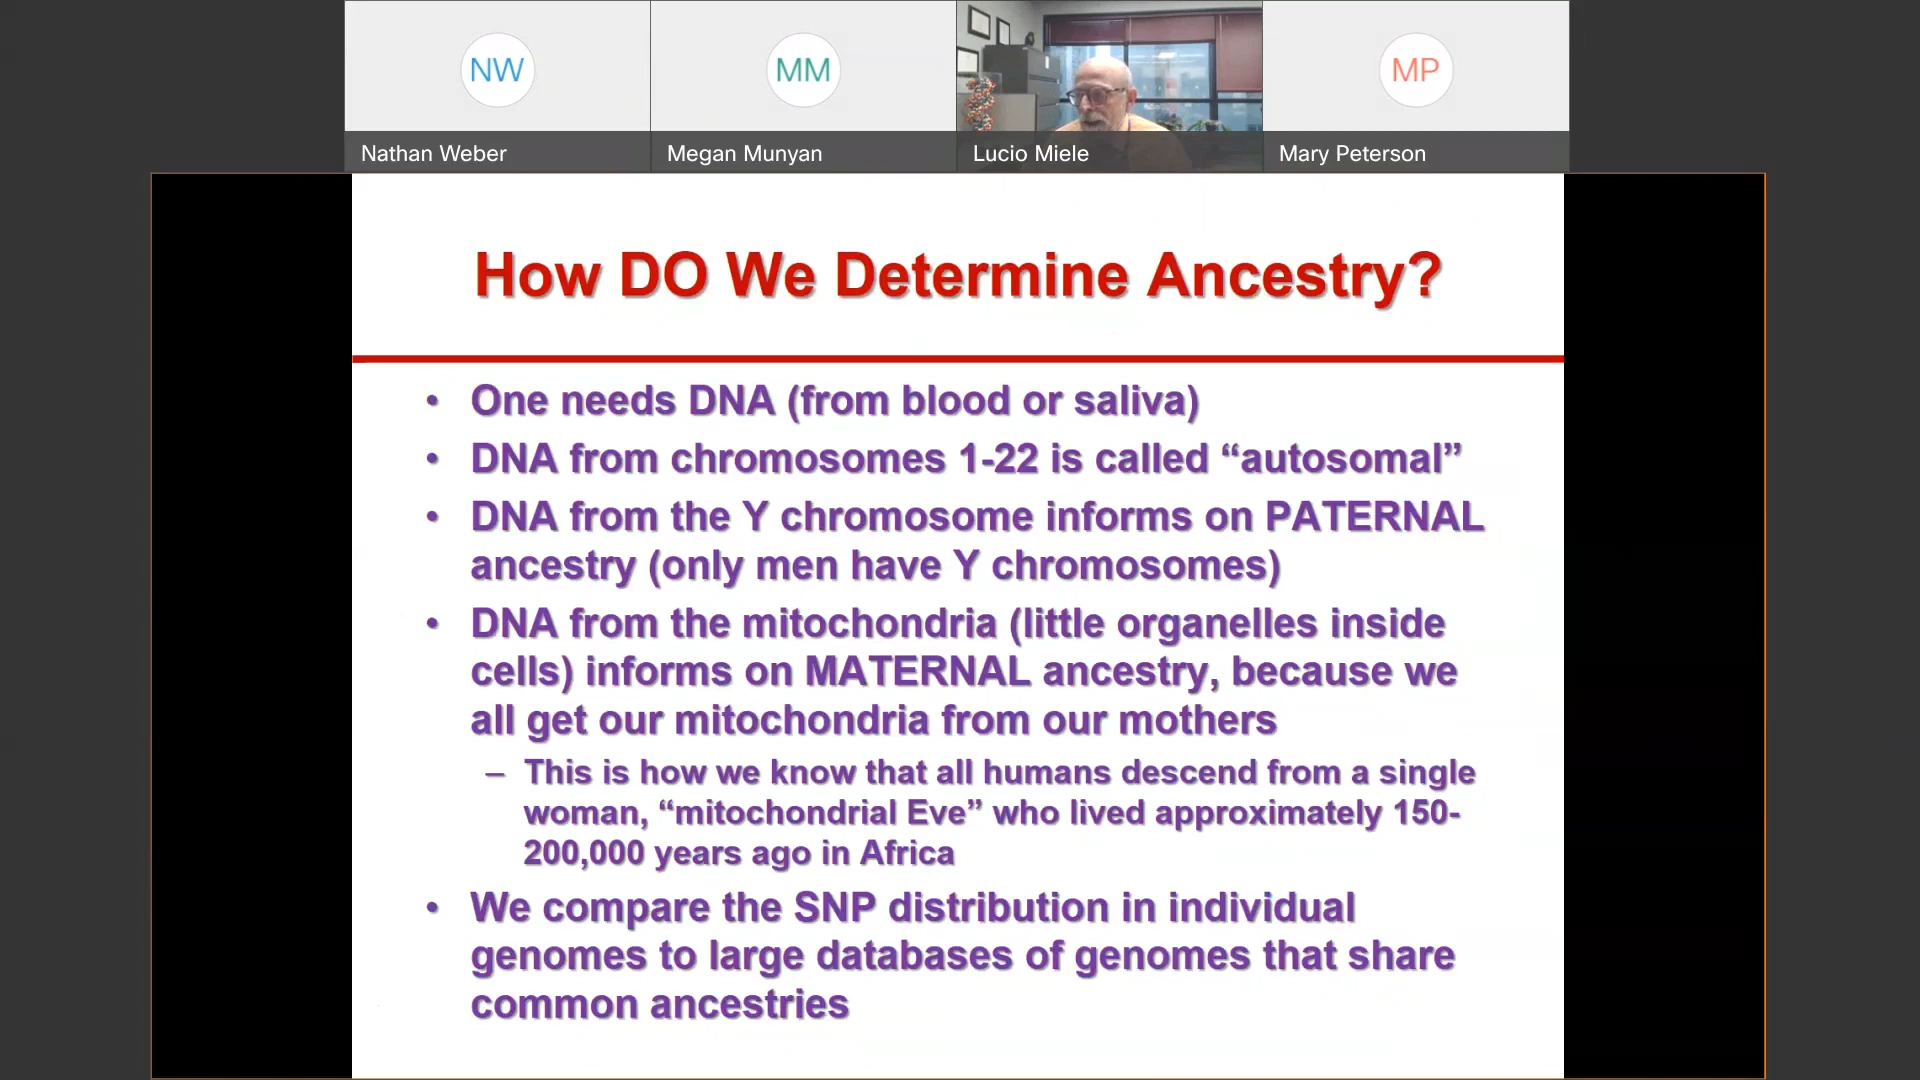 NW
MM
MP
Nathan Weber
Megan Munyan
Lucio Miele
Mary Peterson
How DO We Determine Ancestry?
• One needs DNA (from blood or saliva)
• DNA from chromosomes 1-22 is called “autosomal”
• DNA from the Y chromosome informs on PATERNAL
ancestry (only men have Y chromosomes)
• DNA from the mitochondria (little organelles inside
cells) informs on MATERNAL ancestry, because we
all get our mitochondria from our mothers
– This is how we know that all humans descend from a single
woman, “mitochondrial Eve” who lived approximately 150-
200,000 years ago in Africa
• We compare the SNP distribution in individual
genomes to large databases of genomes that share
common ancestries